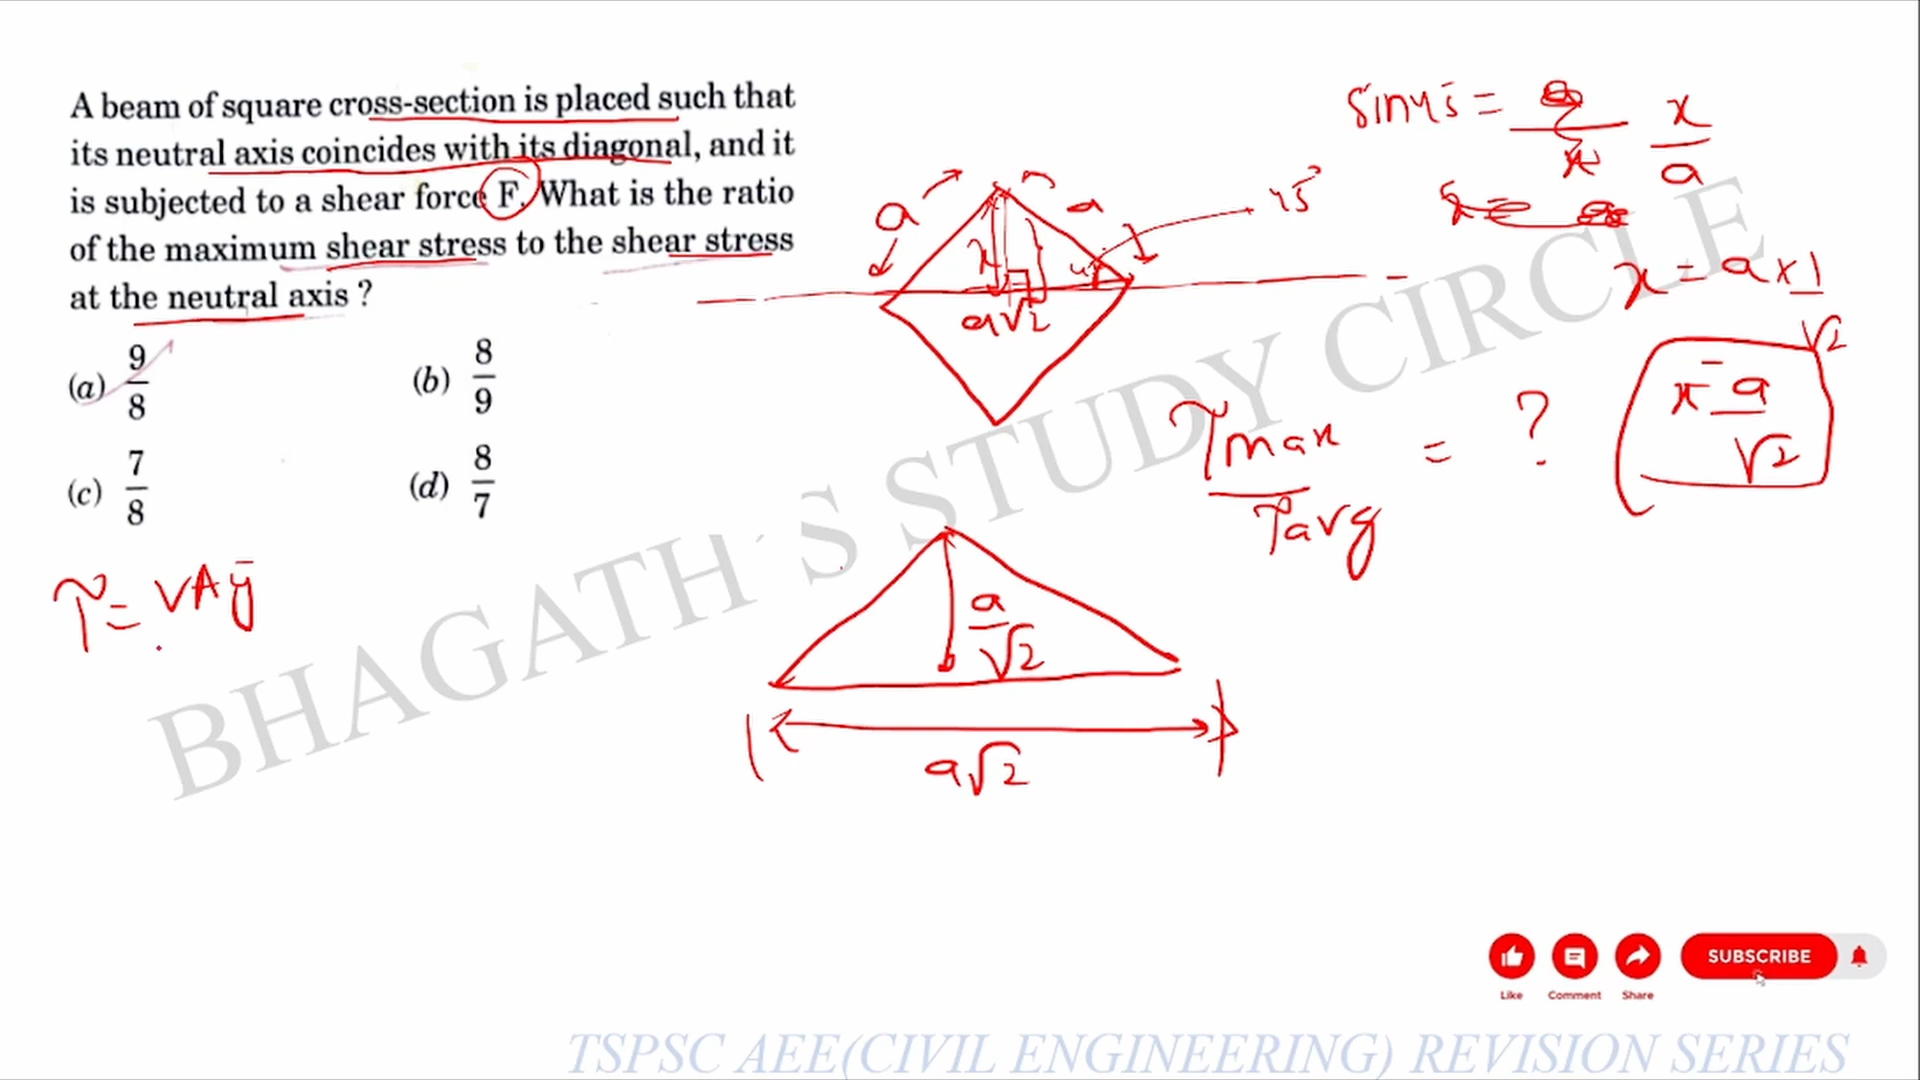 A beam of square cross-section is placed such that
its neutral axis coincides with its diagonal, and it
is subjected to a shear force F. What is the ratio
of the maximum shear stress to the shear stress
at the neutral axis ?
(a) 9/8
(b) 8/9
(c) 7/8
(d) 8/7
τ = VAȳ
a
a
x
45
45°
a√2
sin45 = x/a
x = a × 1/√2
x = a/√2
τmax/τavg = ?
a/√2
a√2
BHAGATH'S STUDY CIRCLE
Like
Comment
Share
SUBSCRIBE
TSPSC AEE(CIVIL ENGINEERING) REVISION SERIES